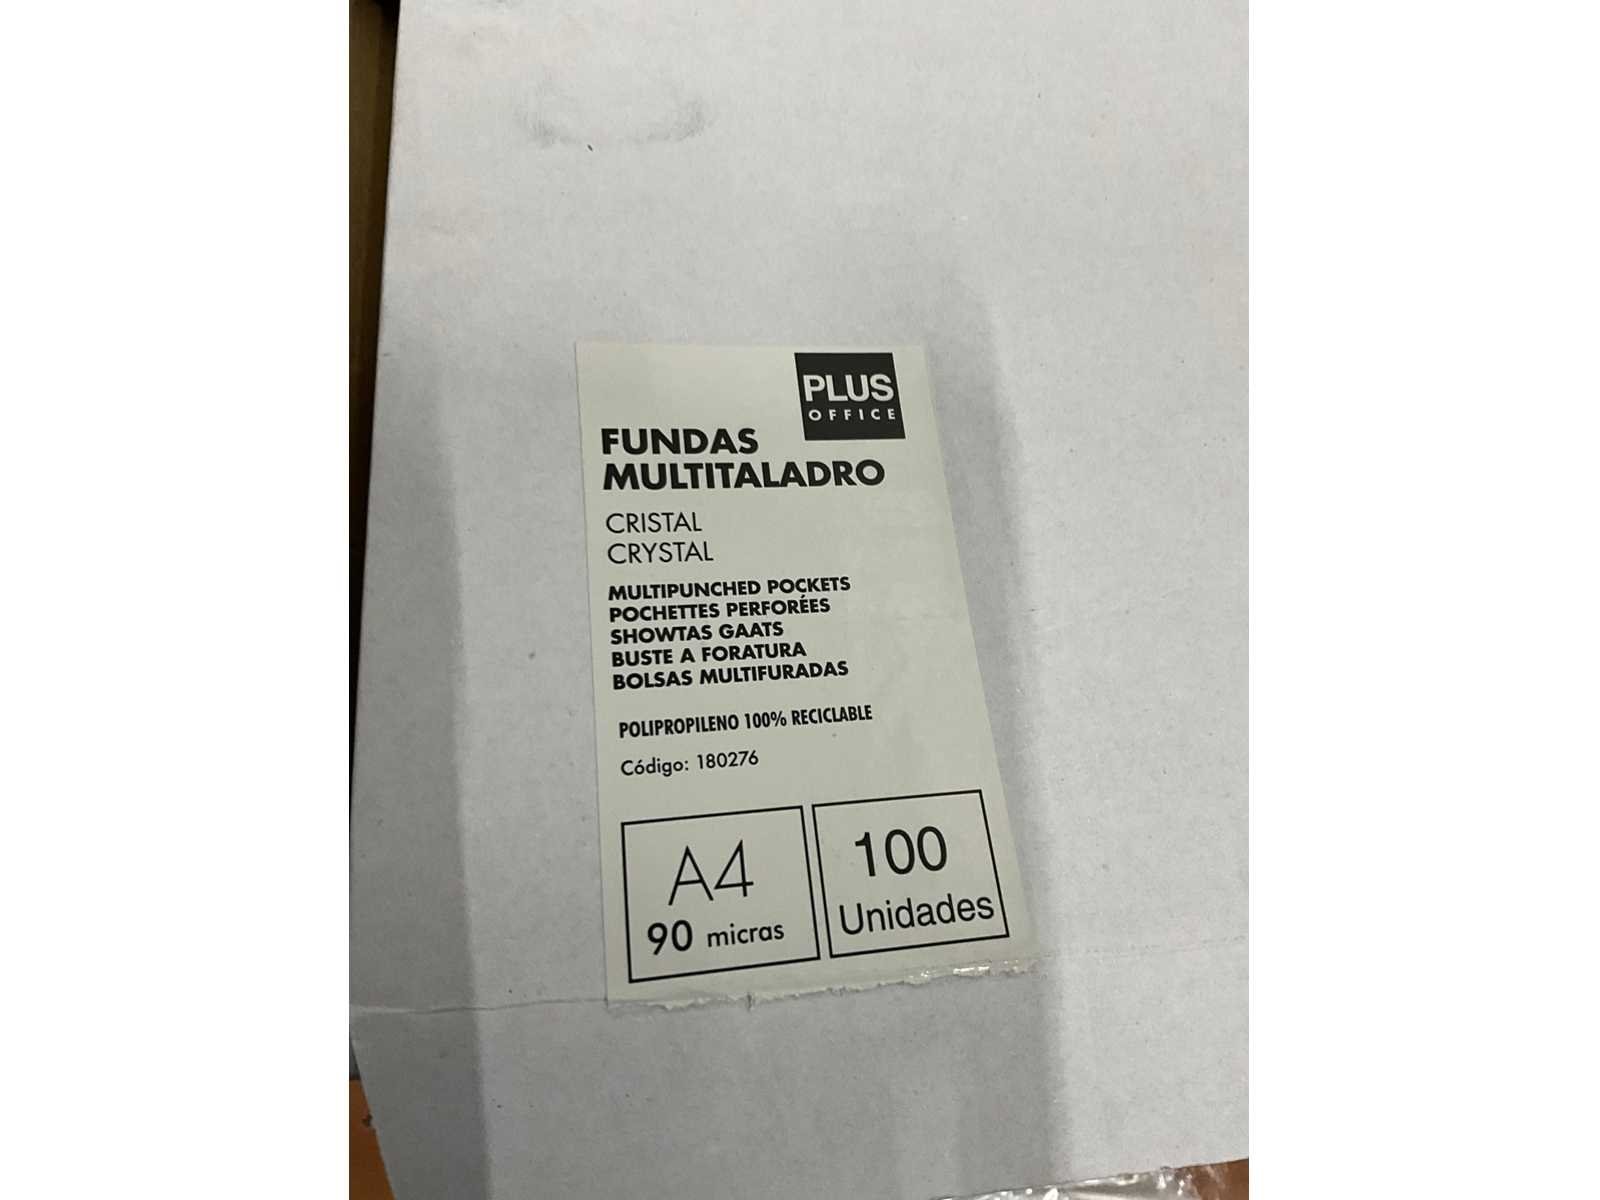 PLUS
OFFICE
FUNDAS
MULTITALADRO
CRISTAL
CRYSTAL
MULTIPUNCHED POCKETS
POCHETTES PERFORÉES
SHOWTAS GAATS
BUSTE A FORATURA
BOLSAS MULTIFURADAS
POLIPROPILENO 100% RECICLABLE
Código: 180276
A4
90 micras
100
Unidades